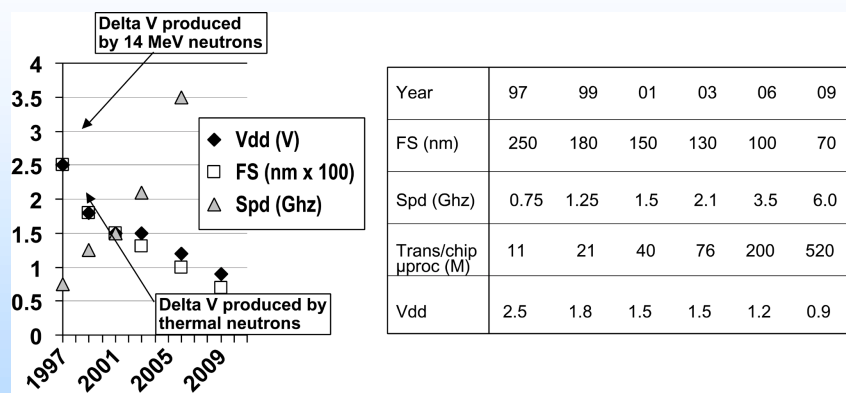 Delta V produced
by 14 MeV neutrons
4
3.5
3
2.5
2
1.5
1
0.5
0
1997
2001
2005
2009
Vdd (V)
FS (nm x 100)
Spd (Ghz)
Delta V produced by
thermal neutrons
Year 97 99 01 03 06 09
FS (nm) 250 180 150 130 100 70
Spd (Ghz) 0.75 1.25 1.5 2.1 3.5 6.0
Trans/chip
μproc (M) 11 21 40 76 200 520
Vdd 2.5 1.8 1.5 1.5 1.2 0.9